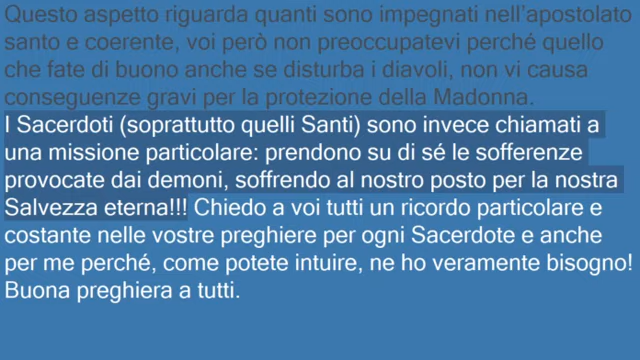 Questo aspetto riguarda quanti sono impegnati nell'apostolato
santo e coerente, voi però non preoccupatevi perché quello
che fate di buono anche se disturba i diavoli, non vi causa
conseguenze gravi per la protezione della Madonna.
I Sacerdoti (soprattutto quelli Santi) sono invece chiamati a
una missione particolare: prendono su di sé le sofferenze
provocate dai demoni, soffrendo al nostro posto per la nostra
Salvezza eterna!!! Chiedo a voi tutti un ricordo particolare e
costante nelle vostre preghiere per ogni Sacerdote e anche
per me perché, come potete intuire, ne ho veramente bisogno!
Buona preghiera a tutti.